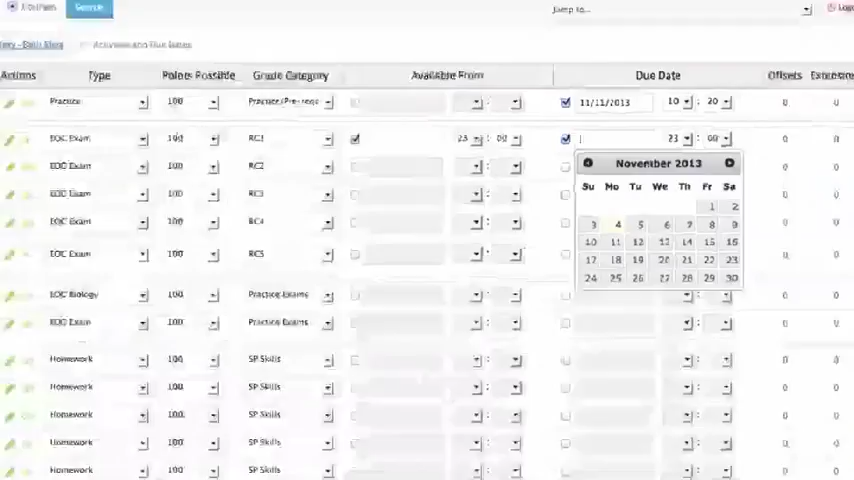 Jump to...
Activities and Due Dates
Actions Type Points Possible Grade Category Available From Due Date Offsets
Practice 100 11/11/2013 10 : 20 0 0
EOC Exam 100 RC1 23 : 00 23 : 00 0 0
EOC Exam 100 RC2 0 0
EOC Exam 100 RC3 0 0
EOC Exam 100 RC4 0 0
EOC Exam 100 RC5 0 0
November 2013
Su Mo Tu We Th Fr Sa
1 2
3 4 5 6 7 8 9
10 11 12 13 14 15 16
17 18 19 20 21 22 23
24 25 26 27 28 29 30
EOC Biology 100 Practice Exams 0 0
EOC Exam 100 Practice Exams 0 0
Homework 100 SP Skills 0 0
Homework 100 SP Skills 0 0
Homework 100 SP Skills 0 0
Homework 100 SP Skills 0 0
Homework 100 SP Skills 0 0